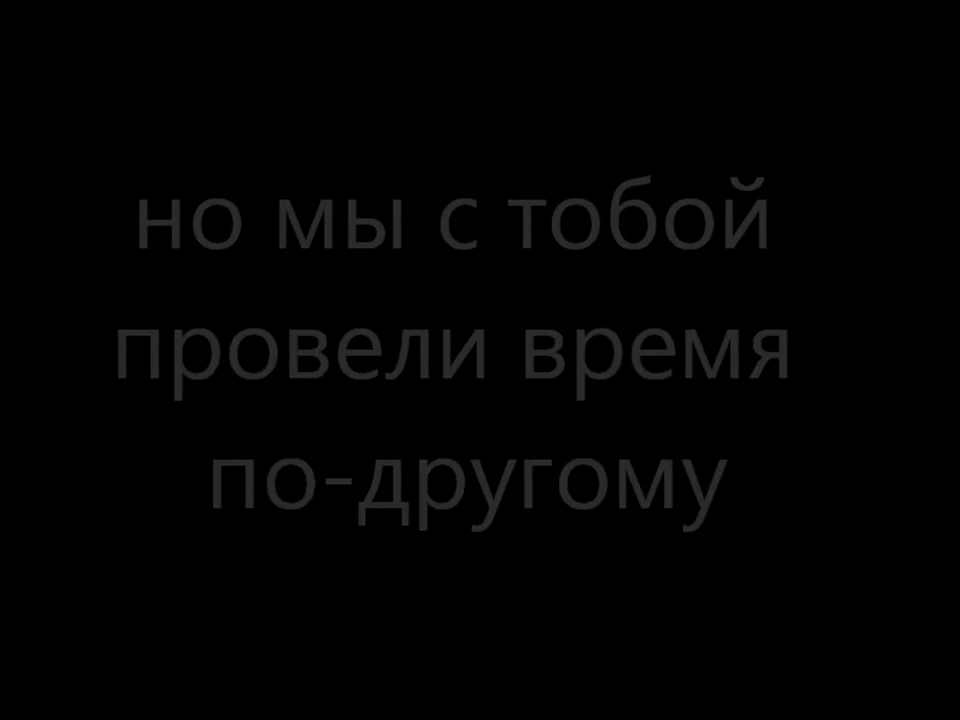 но мы с тобой
провели время
по-другому